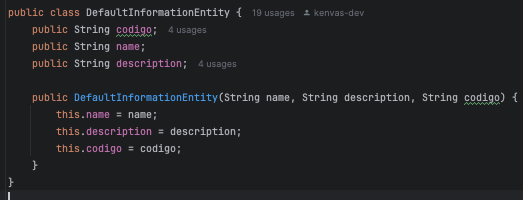 public class DefaultInformationEntity { 19 usages kenvas-dev
public String codigo; 4 usages
public String name;
public String description; 4 usages
public DefaultInformationEntity(String name, String description, String codigo) {
this.name = name;
this.description = description;
this.codigo = codigo;
}
}